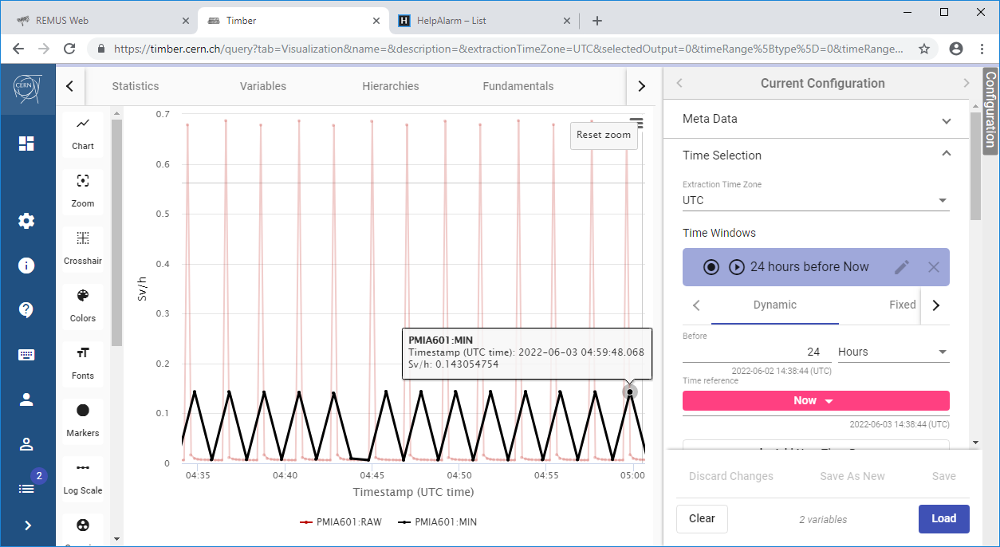 REMUS Web
Timber
HelpAlarm – List
https://timber.cern.ch/query?tab=Visualization&name=&description=&extractionTimeZone=UTC&selectedOutput=0&timeRange%5Btype%5D=0&timeRange...
CERN
Statistics
Variables
Hierarchies
Fundamentals
Current Configuration
Configuration
Chart
Zoom
Crosshair
Colors
Fonts
Markers
Log Scale
2
Reset zoom
0.7
0.6
0.5
0.4
0.3
0.2
0.1
0
Sv/h
PMIA601:MIN
Timestamp (UTC time): 2022-06-03 04:59:48.068
Sv/h: 0.143054754
04:35
04:40
04:45
04:50
04:55
05:00
Timestamp (UTC time)
PMIA601:RAW
PMIA601:MIN
Meta Data
Time Selection
Extraction Time Zone
UTC
Time Windows
24 hours before Now
Dynamic
Fixed
Before
24
Hours
2022-06-02 14:38:44 (UTC)
Time reference
Now
2022-06-03 14:38:44 (UTC)
Discard Changes
Save As New
Save
Clear
2 variables
Load